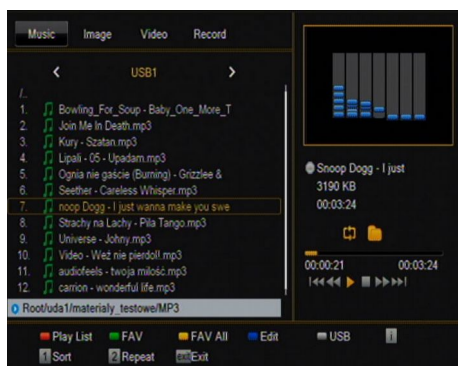 Music Image Video Record
USB1
/..
1. Bowling_For_Soup - Baby_One_More_T
2. Join Me In Death.mp3
3. Kury - Szatan.mp3
4. Lipali - 05 - Upadam.mp3
5. Ognia nie gaście (Burning) - Grizzlee &
6. Seether - Careless Whisper.mp3
7. noop Dogg - I just wanna make you swe
8. Strachy na Lachy - Piła Tango.mp3
9. Universe - Johny.mp3
10. Video - Weź nie pierdol!.mp3
11. audiofeels - twoja miłość.mp3
12. carrion - wonderful life.mp3
Root/uda1/materialy_testowe/MP3
Snoop Dogg - I just
3190 KB
00:03:24
00:00:21 00:03:24
Play List FAV FAV All Edit USB i
1 Sort 2 Repeat exit Exit